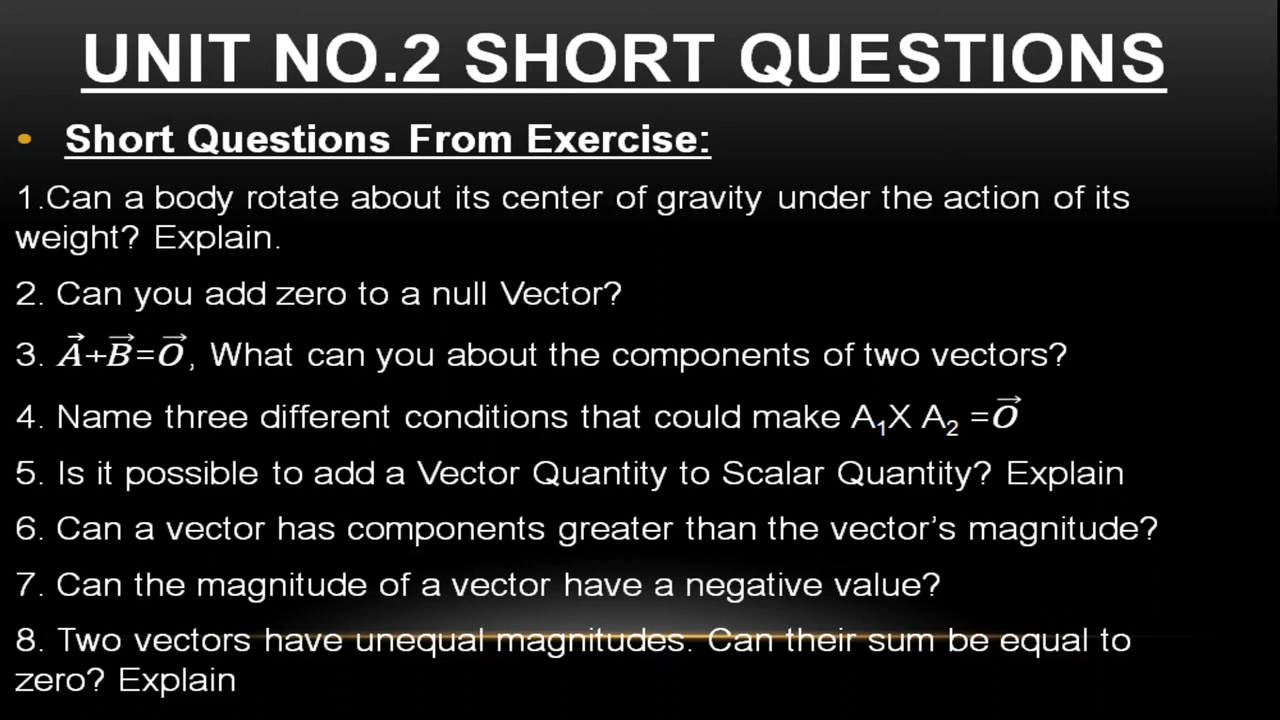 UNIT NO.2 SHORT QUESTIONS
• Short Questions From Exercise:
1.Can a body rotate about its center of gravity under the action of its
weight? Explain.
2. Can you add zero to a null Vector?
3. A⃗+B⃗=O⃗, What can you about the components of two vectors?
4. Name three different conditions that could make A₁X A₂ =O⃗
5. Is it possible to add a Vector Quantity to Scalar Quantity? Explain
6. Can a vector has components greater than the vector’s magnitude?
7. Can the magnitude of a vector have a negative value?
8. Two vectors have unequal magnitudes. Can their sum be equal to
zero? Explain